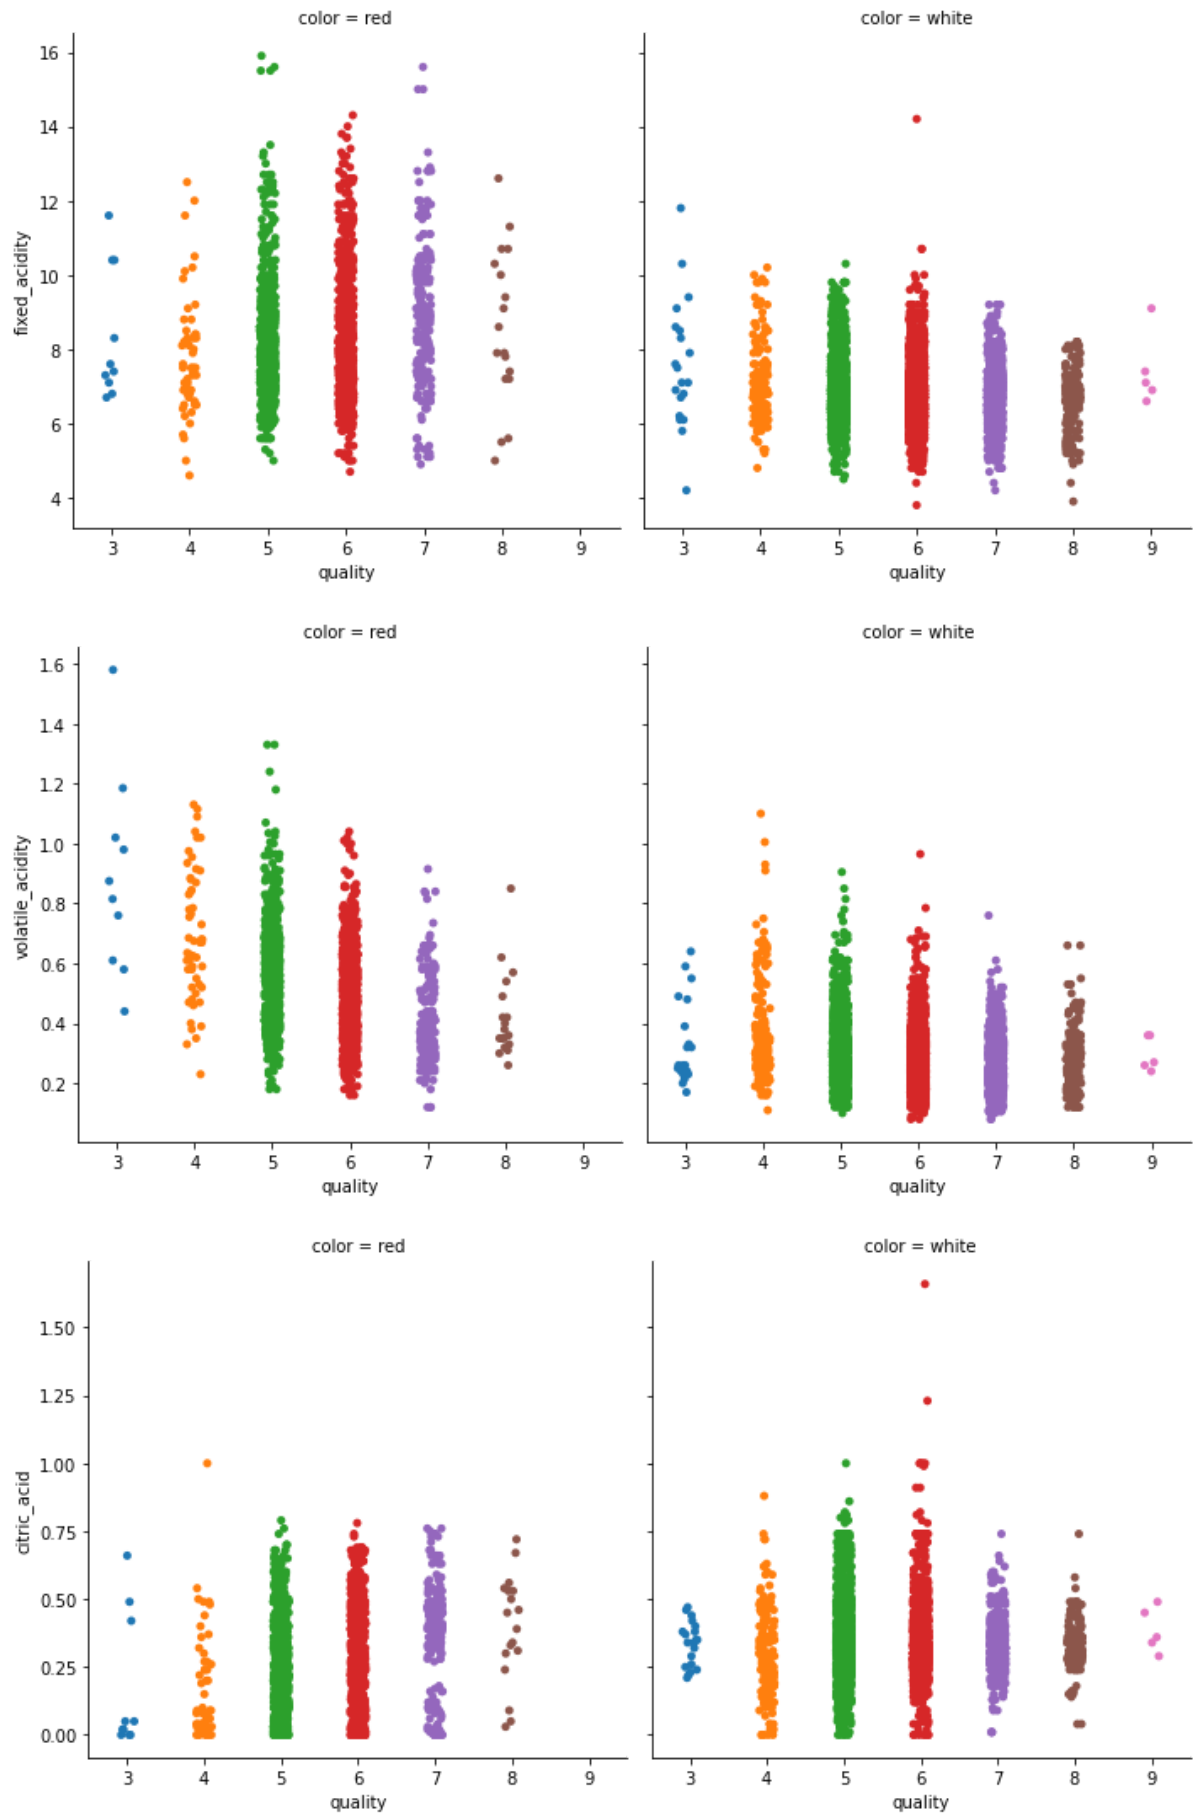 color = red
color = white
16
14
12
10
8
6
4
fixed_acidity
3 4 5 6 7 8 9
quality
3 4 5 6 7 8 9
quality
color = red
color = white
1.6
1.4
1.2
1.0
0.8
0.6
0.4
0.2
volatile_acidity
3 4 5 6 7 8 9
quality
3 4 5 6 7 8 9
quality
color = red
color = white
1.50
1.25
1.00
0.75
0.50
0.25
0.00
citric_acid
3 4 5 6 7 8 9
quality
3 4 5 6 7 8 9
quality